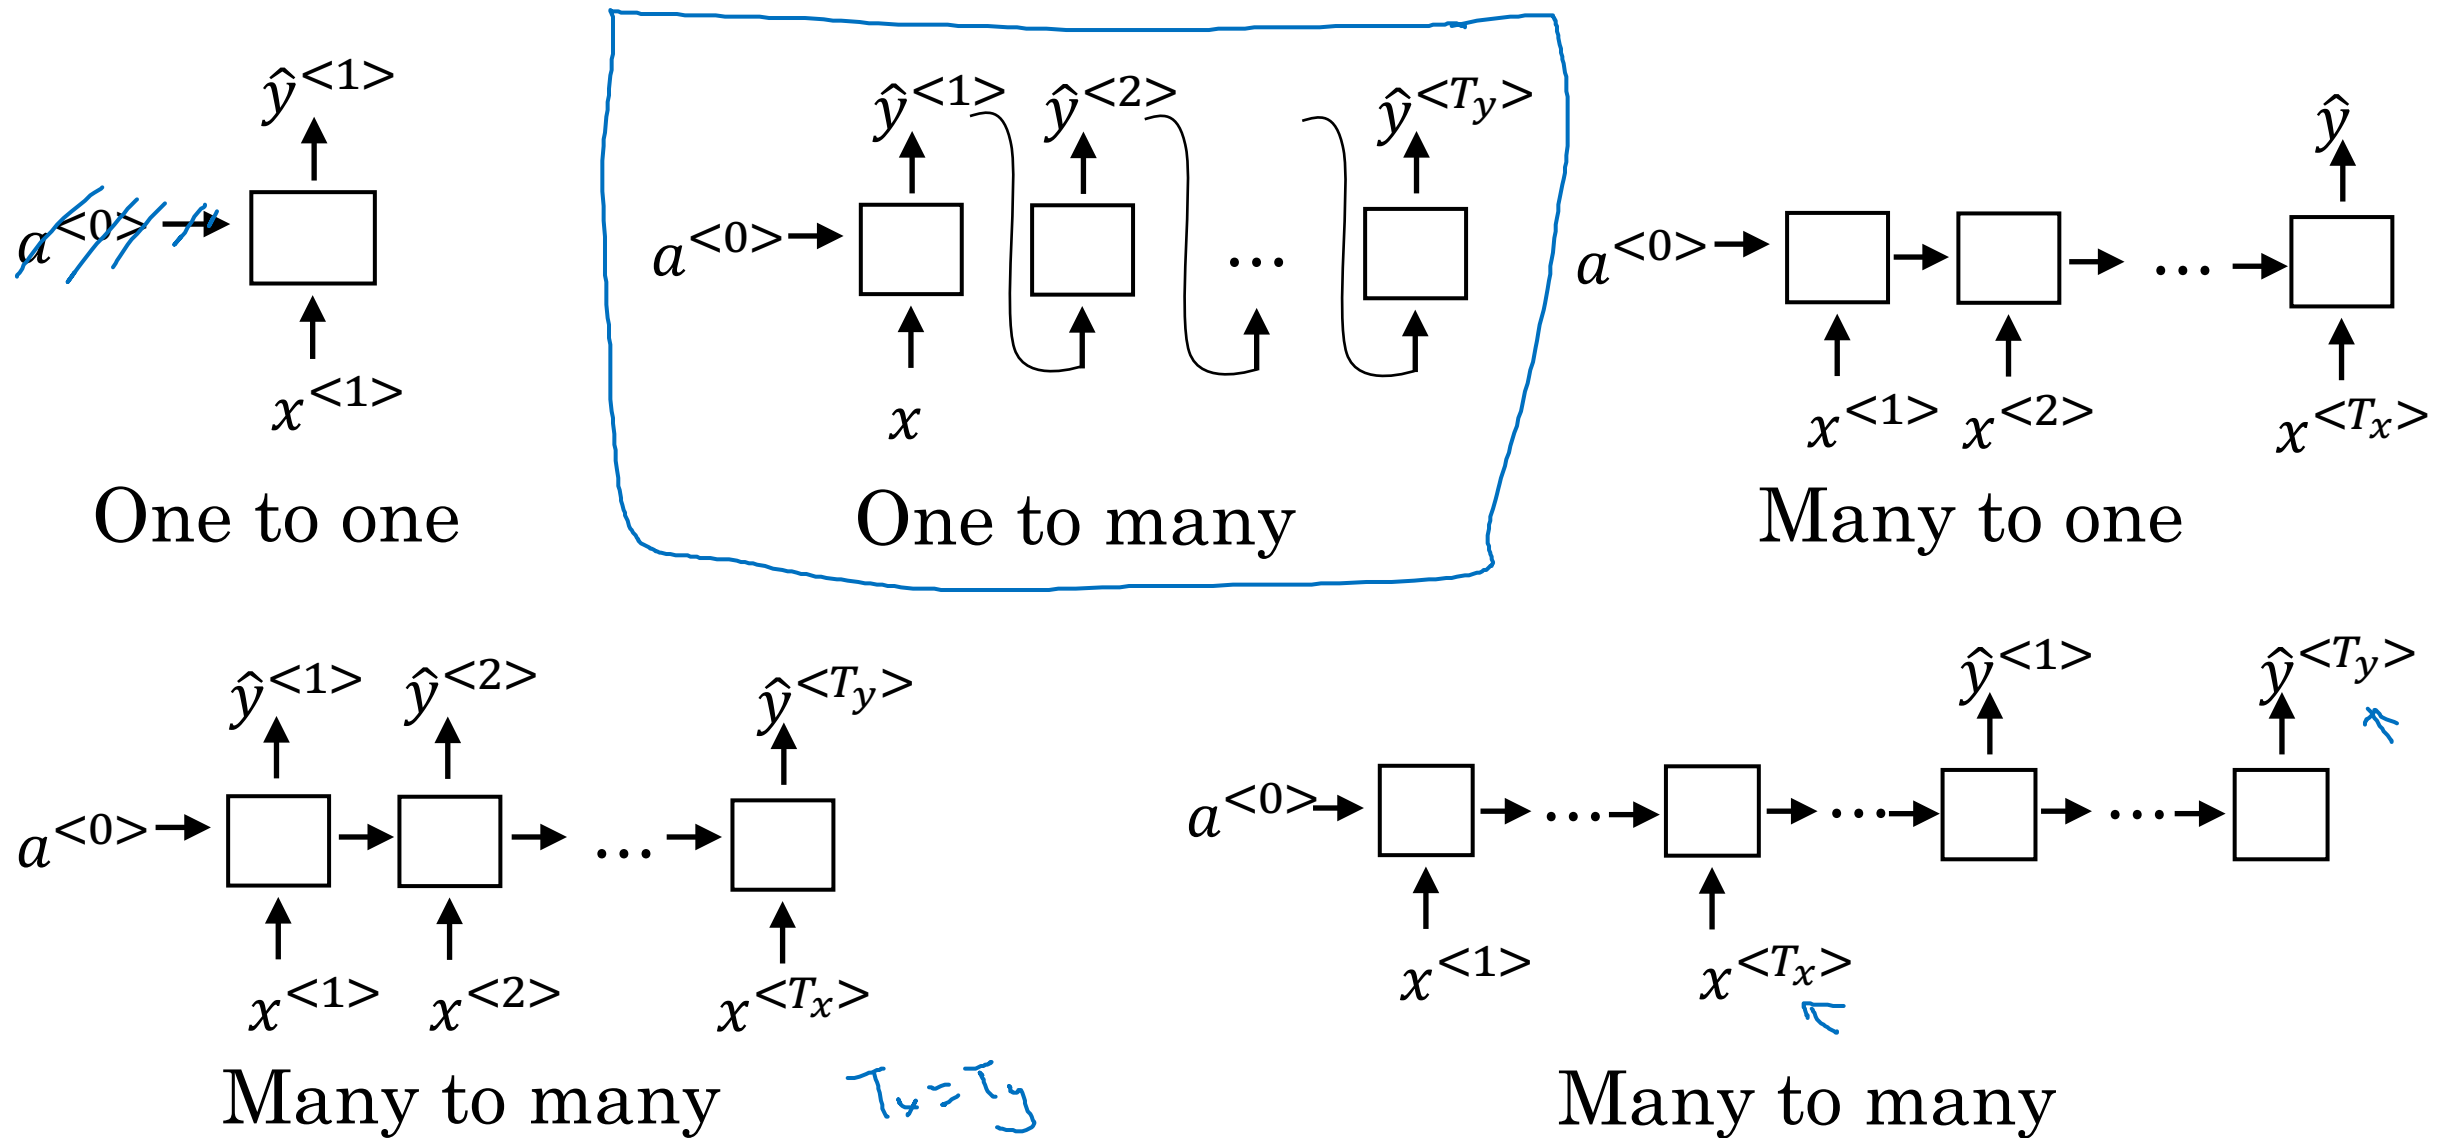 ŷ<1>
a<0>
x<1>
One to one
ŷ<1> ŷ<2> ŷ<Ty>
a<0> ...
x
One to many
ŷ
a<0> ...
x<1> x<2> x<Tx>
Many to one
ŷ<1> ŷ<2> ŷ<Ty>
a<0> ...
x<1> x<2> x<Tx>
Many to many Tx=Ty
ŷ<1> ŷ<Ty>
a<0> ... ... ...
x<1> x<Tx>
Many to many